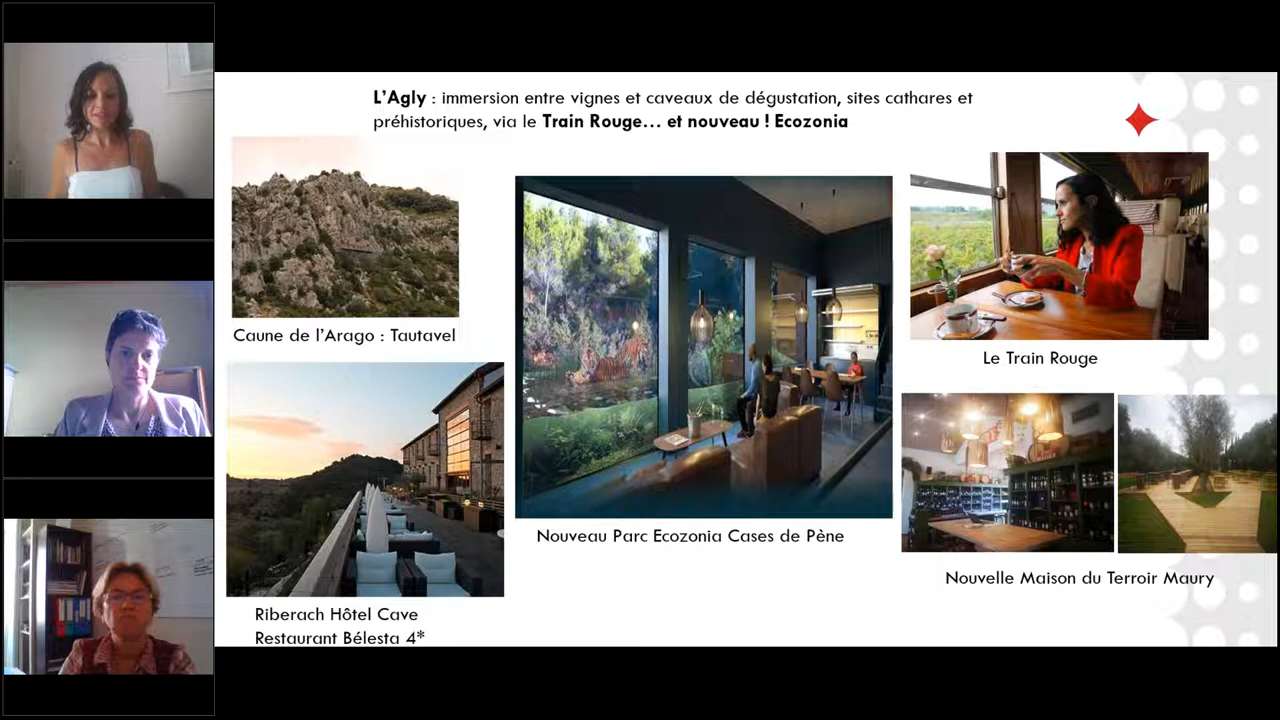 L'Agly : immersion entre vignes et caveaux de dégustation, sites cathares et
préhistoriques, via le Train Rouge... et nouveau ! Ecozonia
Caune de l'Arago : Tautavel
Le Train Rouge
Nouveau Parc Ecozonia Cases de Pène
Nouvelle Maison du Terroir Maury
Riberach Hôtel Cave
Restaurant Bélesta 4*